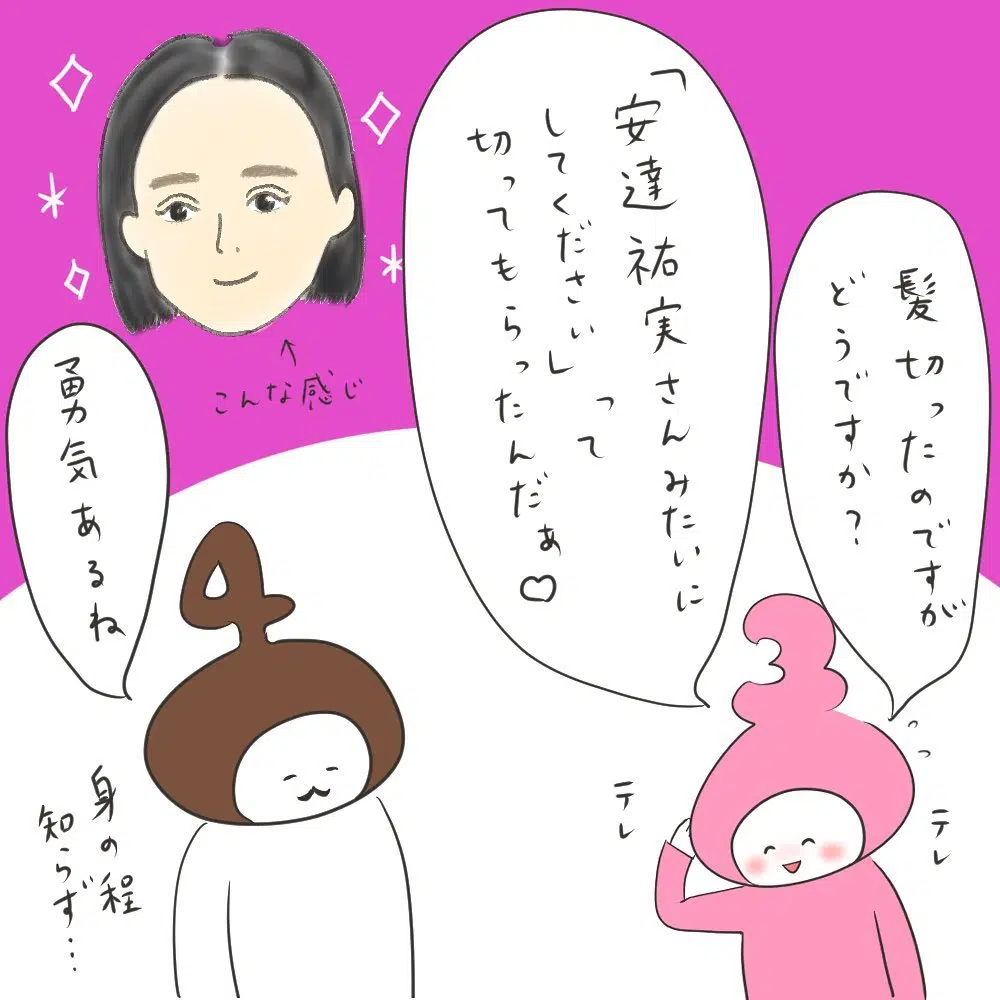 髪切ったのですが
どうですか？
「安達祐実さんみたいに
してください」って
切ってもらったんだぁ♡
こんな感じ
勇気あるね
テレ
テレ
身の程
知らず…